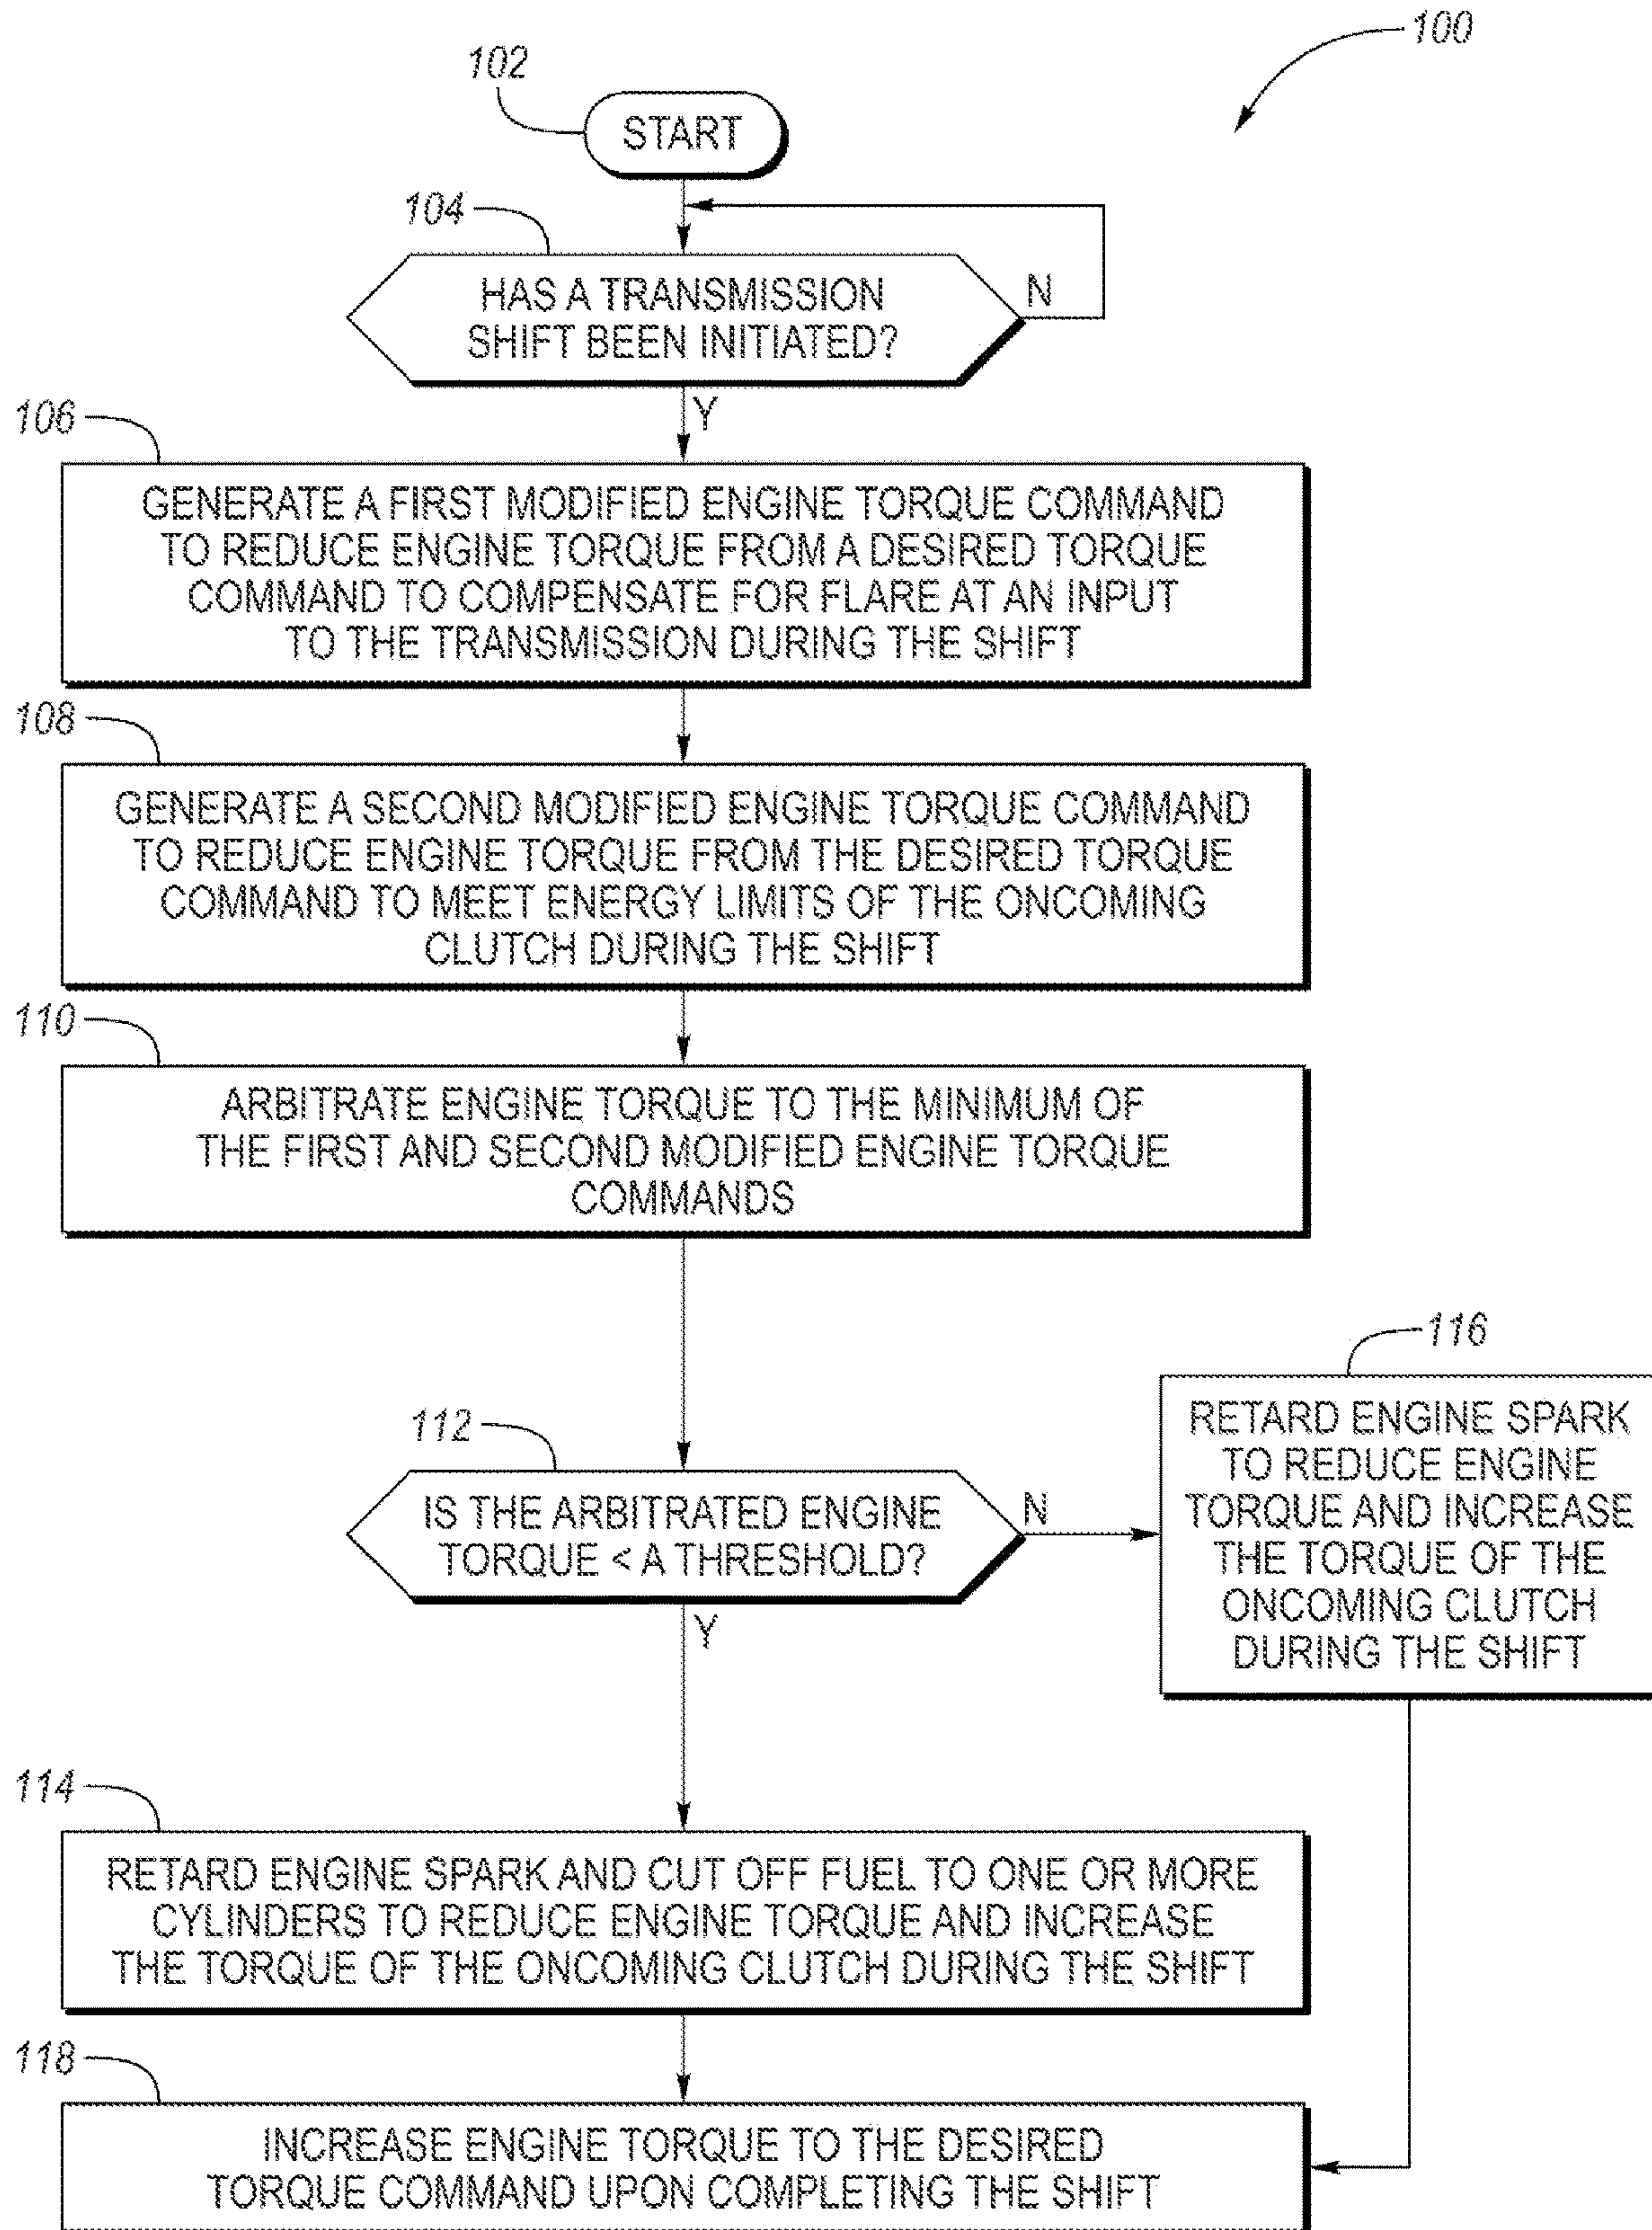 100
102
START
104
HAS A TRANSMISSION
SHIFT BEEN INITIATED?
N
Y
106
GENERATE A FIRST MODIFIED ENGINE TORQUE COMMAND
TO REDUCE ENGINE TORQUE FROM A DESIRED TORQUE
COMMAND TO COMPENSATE FOR FLARE AT AN INPUT
TO THE TRANSMISSION DURING THE SHIFT
108
GENERATE A SECOND MODIFIED ENGINE TORQUE COMMAND
TO REDUCE ENGINE TORQUE FROM THE DESIRED TORQUE
COMMAND TO MEET ENERGY LIMITS OF THE ONCOMING
CLUTCH DURING THE SHIFT
110
ARBITRATE ENGINE TORQUE TO THE MINIMUM OF
THE FIRST AND SECOND MODIFIED ENGINE TORQUE
COMMANDS
112
IS THE ARBITRATED ENGINE
TORQUE < A THRESHOLD?
N
Y
116
RETARD ENGINE SPARK
TO REDUCE ENGINE
TORQUE AND INCREASE
THE TORQUE OF THE
ONCOMING CLUTCH
DURING THE SHIFT
114
RETARD ENGINE SPARK AND CUT OFF FUEL TO ONE OR MORE
CYLINDERS TO REDUCE ENGINE TORQUE AND INCREASE
THE TORQUE OF THE ONCOMING CLUTCH DURING THE SHIFT
118
INCREASE ENGINE TORQUE TO THE DESIRED
TORQUE COMMAND UPON COMPLETING THE SHIFT